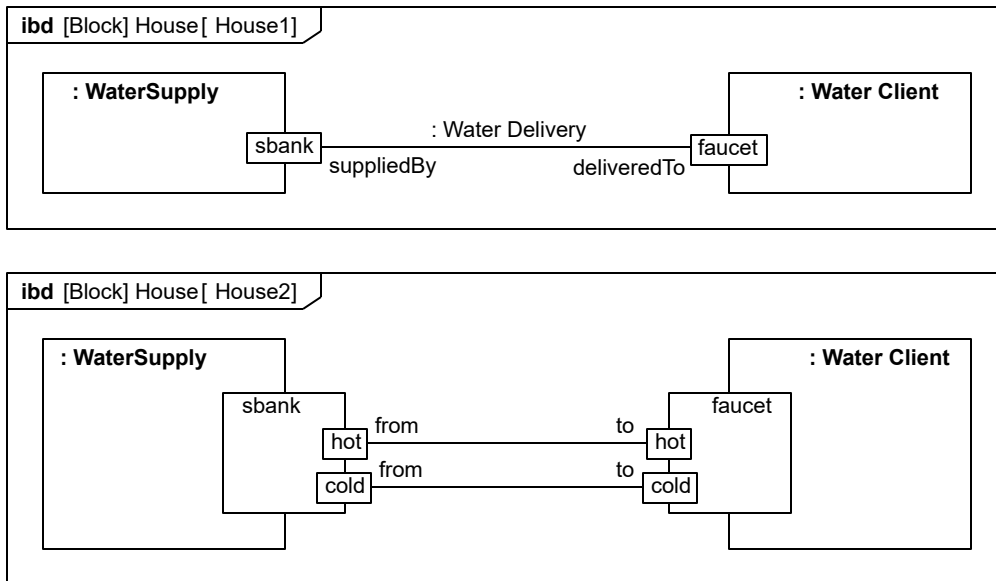 ibd [Block] House[ House1]
: WaterSupply
: Water Client
: Water Delivery
sbank
faucet
suppliedBy
deliveredTo
ibd [Block] House[ House2]
: WaterSupply
: Water Client
sbank
faucet
from
to
hot
hot
from
to
cold
cold